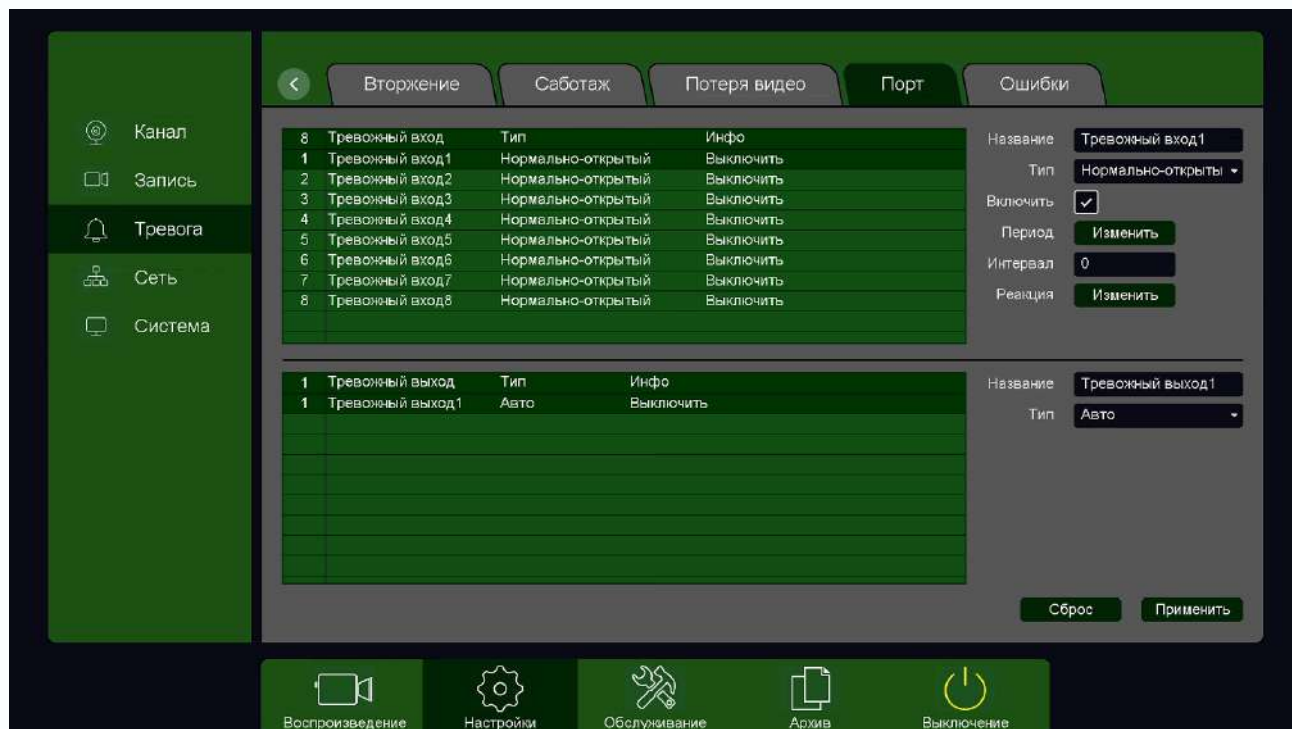 Вторжение Саботаж Потеря видео Порт Ошибки
Канал
Запись
Тревога
Сеть
Система
8 Тревожный вход Тип Инфо
1 Тревожный вход1 Нормально-открытый Выключить
2 Тревожный вход2 Нормально-открытый Выключить
3 Тревожный вход3 Нормально-открытый Выключить
4 Тревожный вход4 Нормально-открытый Выключить
5 Тревожный вход5 Нормально-открытый Выключить
6 Тревожный вход6 Нормально-открытый Выключить
7 Тревожный вход7 Нормально-открытый Выключить
8 Тревожный вход8 Нормально-открытый Выключить
Название Тревожный вход1
Тип Нормально-открыты
Включить
Период Изменить
Интервал 0
Реакция Изменить
1 Тревожный выход Тип Инфо
1 Тревожный выход1 Авто Выключить
Название Тревожный выход1
Тип Авто
Сброс Применить
Воспроизведение Настройки Обслуживание Архив Выключение